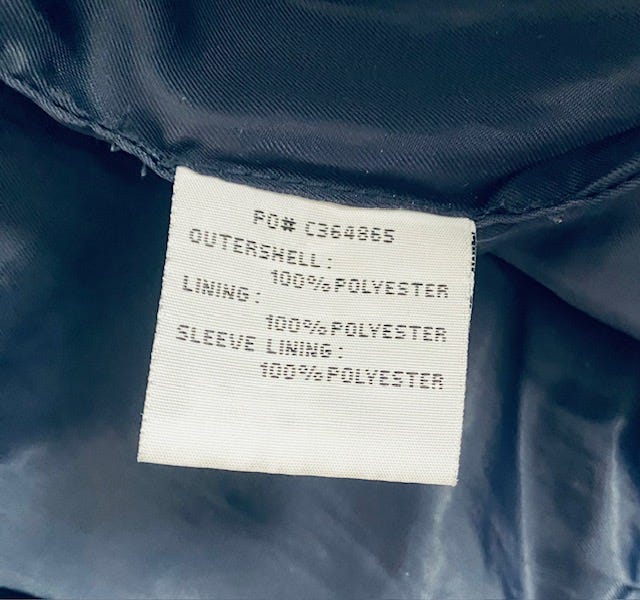 PO# C364865
OUTERSHELL:
100% POLYESTER
LINING:
100% POLYESTER
SLEEVE LINING:
100% POLYESTER